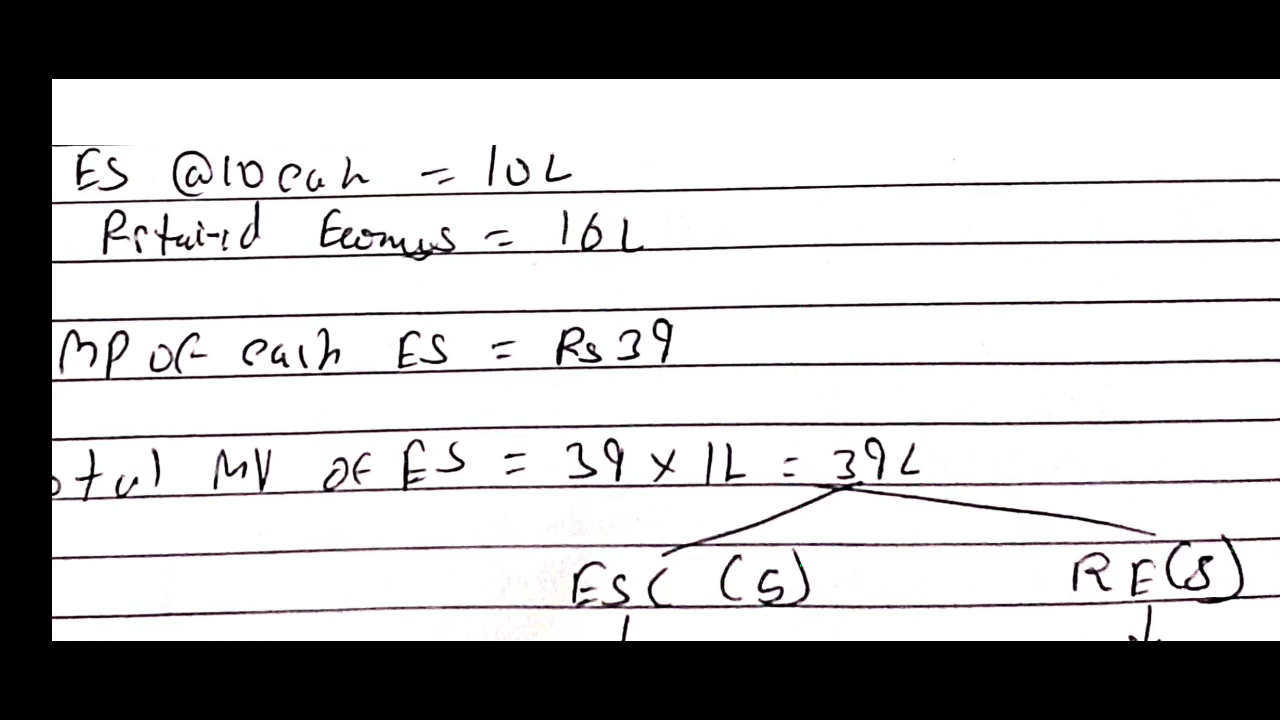 ES @10 each = 10L
Retained Earnings = 16L
MP OF each ES = Rs 39
otal MV OF ES = 39 × 1L = 39L
ESC (S) RE(S)